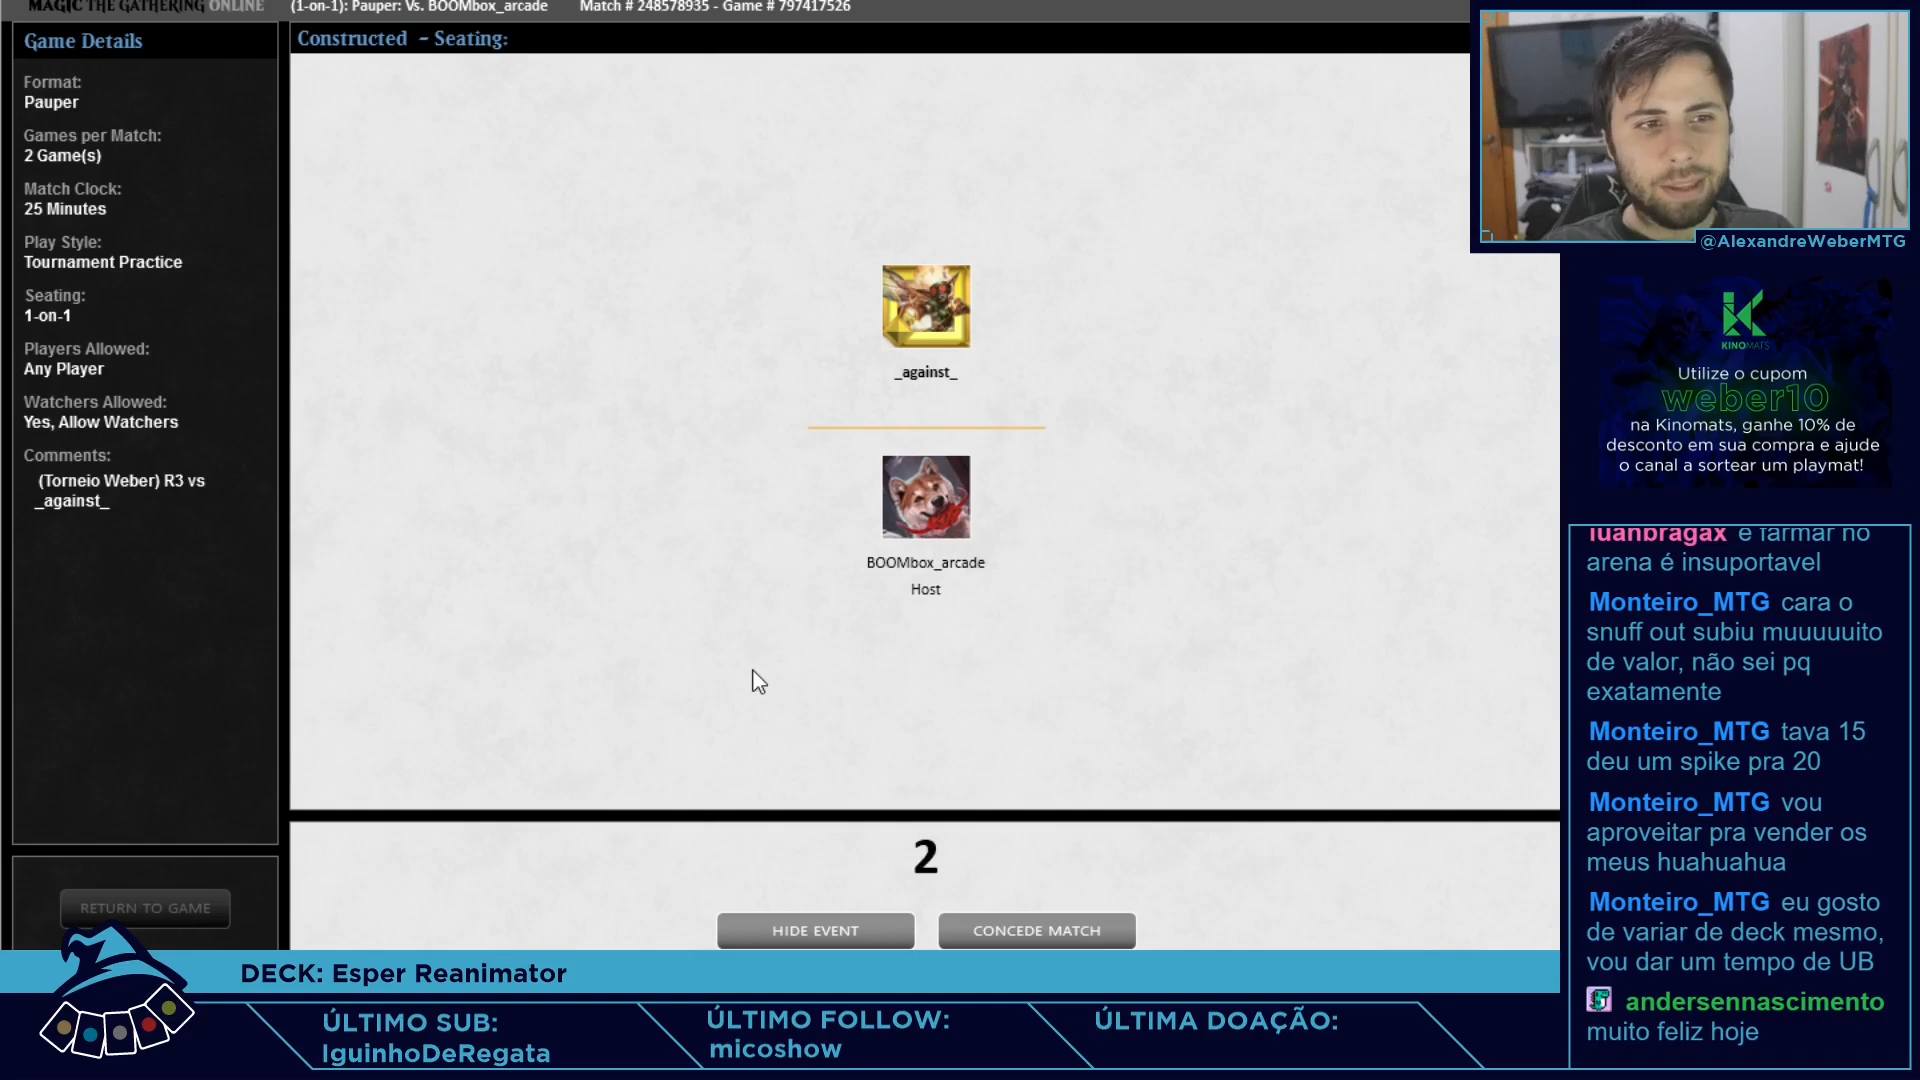 MAGIC THE GATHERING ONLINE
(1-on-1): Pauper: Vs. BOOMbox_arcade
Match # 248578935 - Game # 797417526
Game Details
Constructed - Seating:
Format:
Pauper
Games per Match:
2 Game(s)
Match Clock:
25 Minutes
Play Style:
Tournament Practice
Seating:
1-on-1
Players Allowed:
Any Player
Watchers Allowed:
Yes, Allow Watchers
Comments:
(Torneio Weber) R3 vs
_against_
RETURN TO GAME
_against_
BOOMbox_arcade
Host
2
HIDE EVENT
CONCEDE MATCH
@AlexandreWeberMTG
KINOMATS
Utilize o cupom
weber10
na Kinomats, ganhe 10% de
desconto em sua compra e ajude
o canal a sortear um playmat!
luanbragax e farmar no
arena é insuportavel
Monteiro_MTG cara o
snuff out subiu muuuuuito
de valor, não sei pq
exatamente
Monteiro_MTG tava 15
deu um spike pra 20
Monteiro_MTG vou
aproveitar pra vender os
meus huahuahua
Monteiro_MTG eu gosto
de variar de deck mesmo,
vou dar um tempo de UB
andersennascimento
muito feliz hoje
DECK: Esper Reanimator
ÚLTIMO SUB:
IguinhoDeRegata
ÚLTIMO FOLLOW:
micoshow
ÚLTIMA DOAÇÃO: